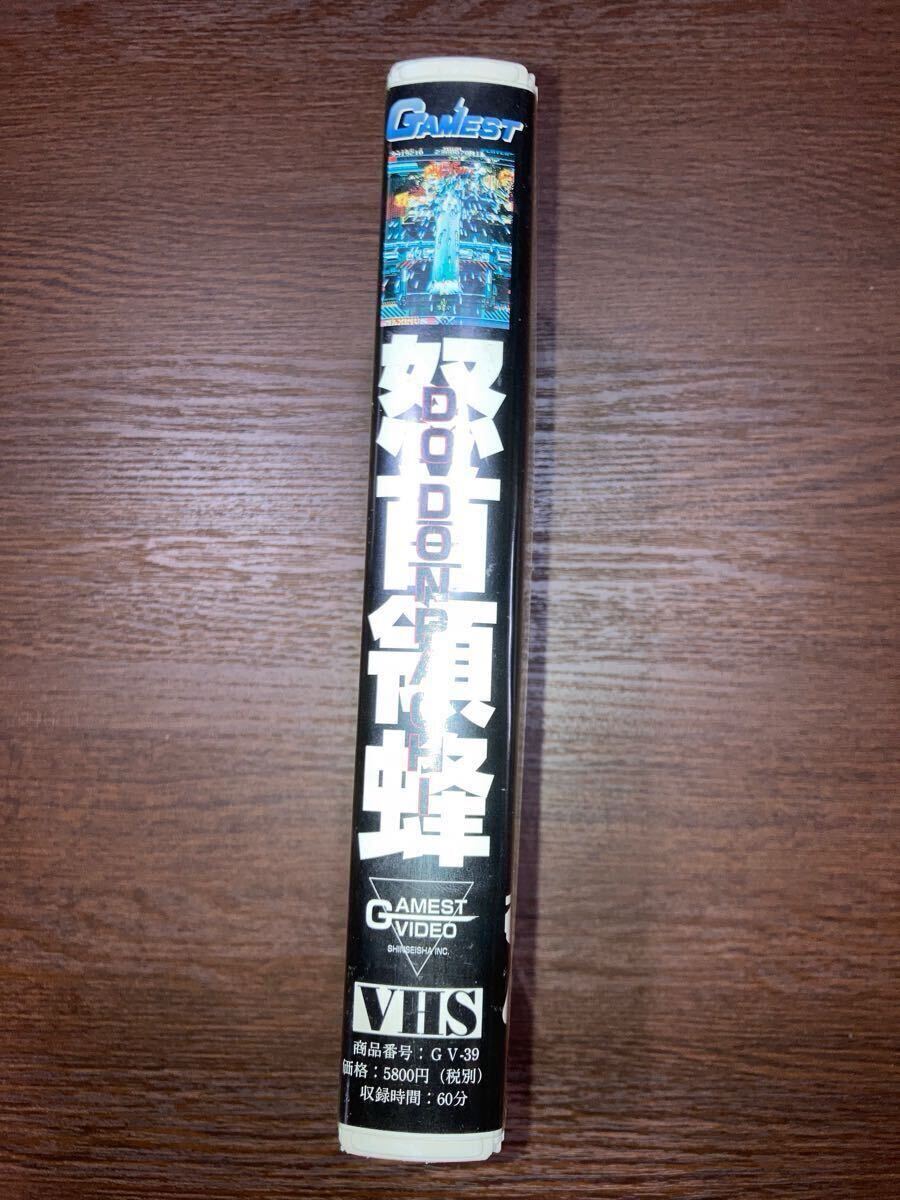 GAMEST
怒首領蜂
DODONPACHI
GAMEST
VIDEO
SHINSEISHA INC.
VHS
商品番号：GV-39
価格：5800円（税別）
収録時間：60分